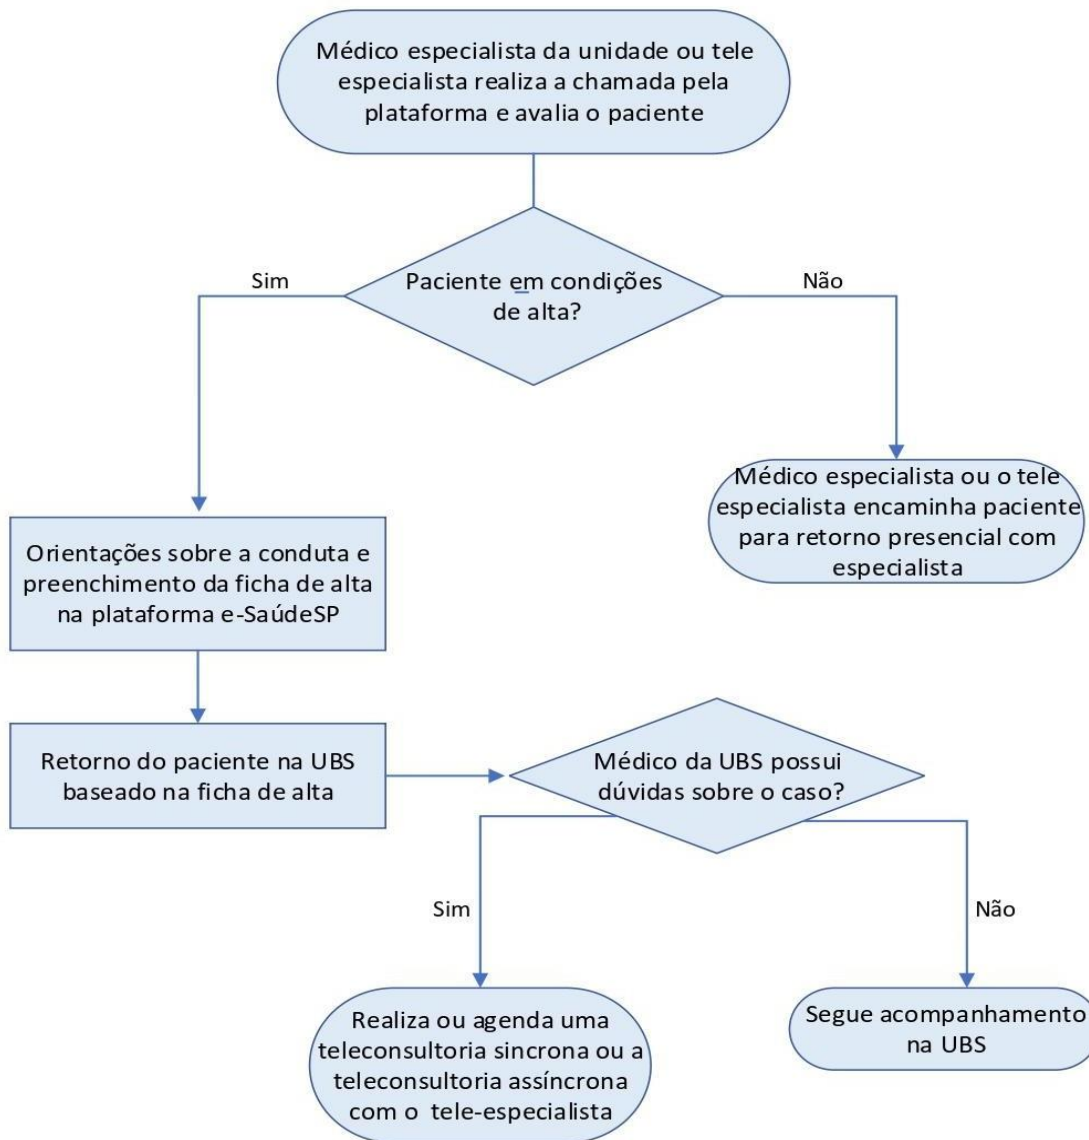 Médico especialista da unidade ou tele
especialista realiza a chamada pela
plataforma e avalia o paciente
Sim
Paciente em condições
de alta?
Não
Médico especialista ou o tele
especialista encaminha paciente
para retorno presencial com
especialista
Orientações sobre a conduta e
preenchimento da ficha de alta
na plataforma e-SaúdeSP
Retorno do paciente na UBS
baseado na ficha de alta
Médico da UBS possui
dúvidas sobre o caso?
Sim
Não
Realiza ou agenda uma
teleconsultoria sincrona ou a
teleconsultoria assíncrona
com o tele-especialista
Segue acompanhamento
na UBS